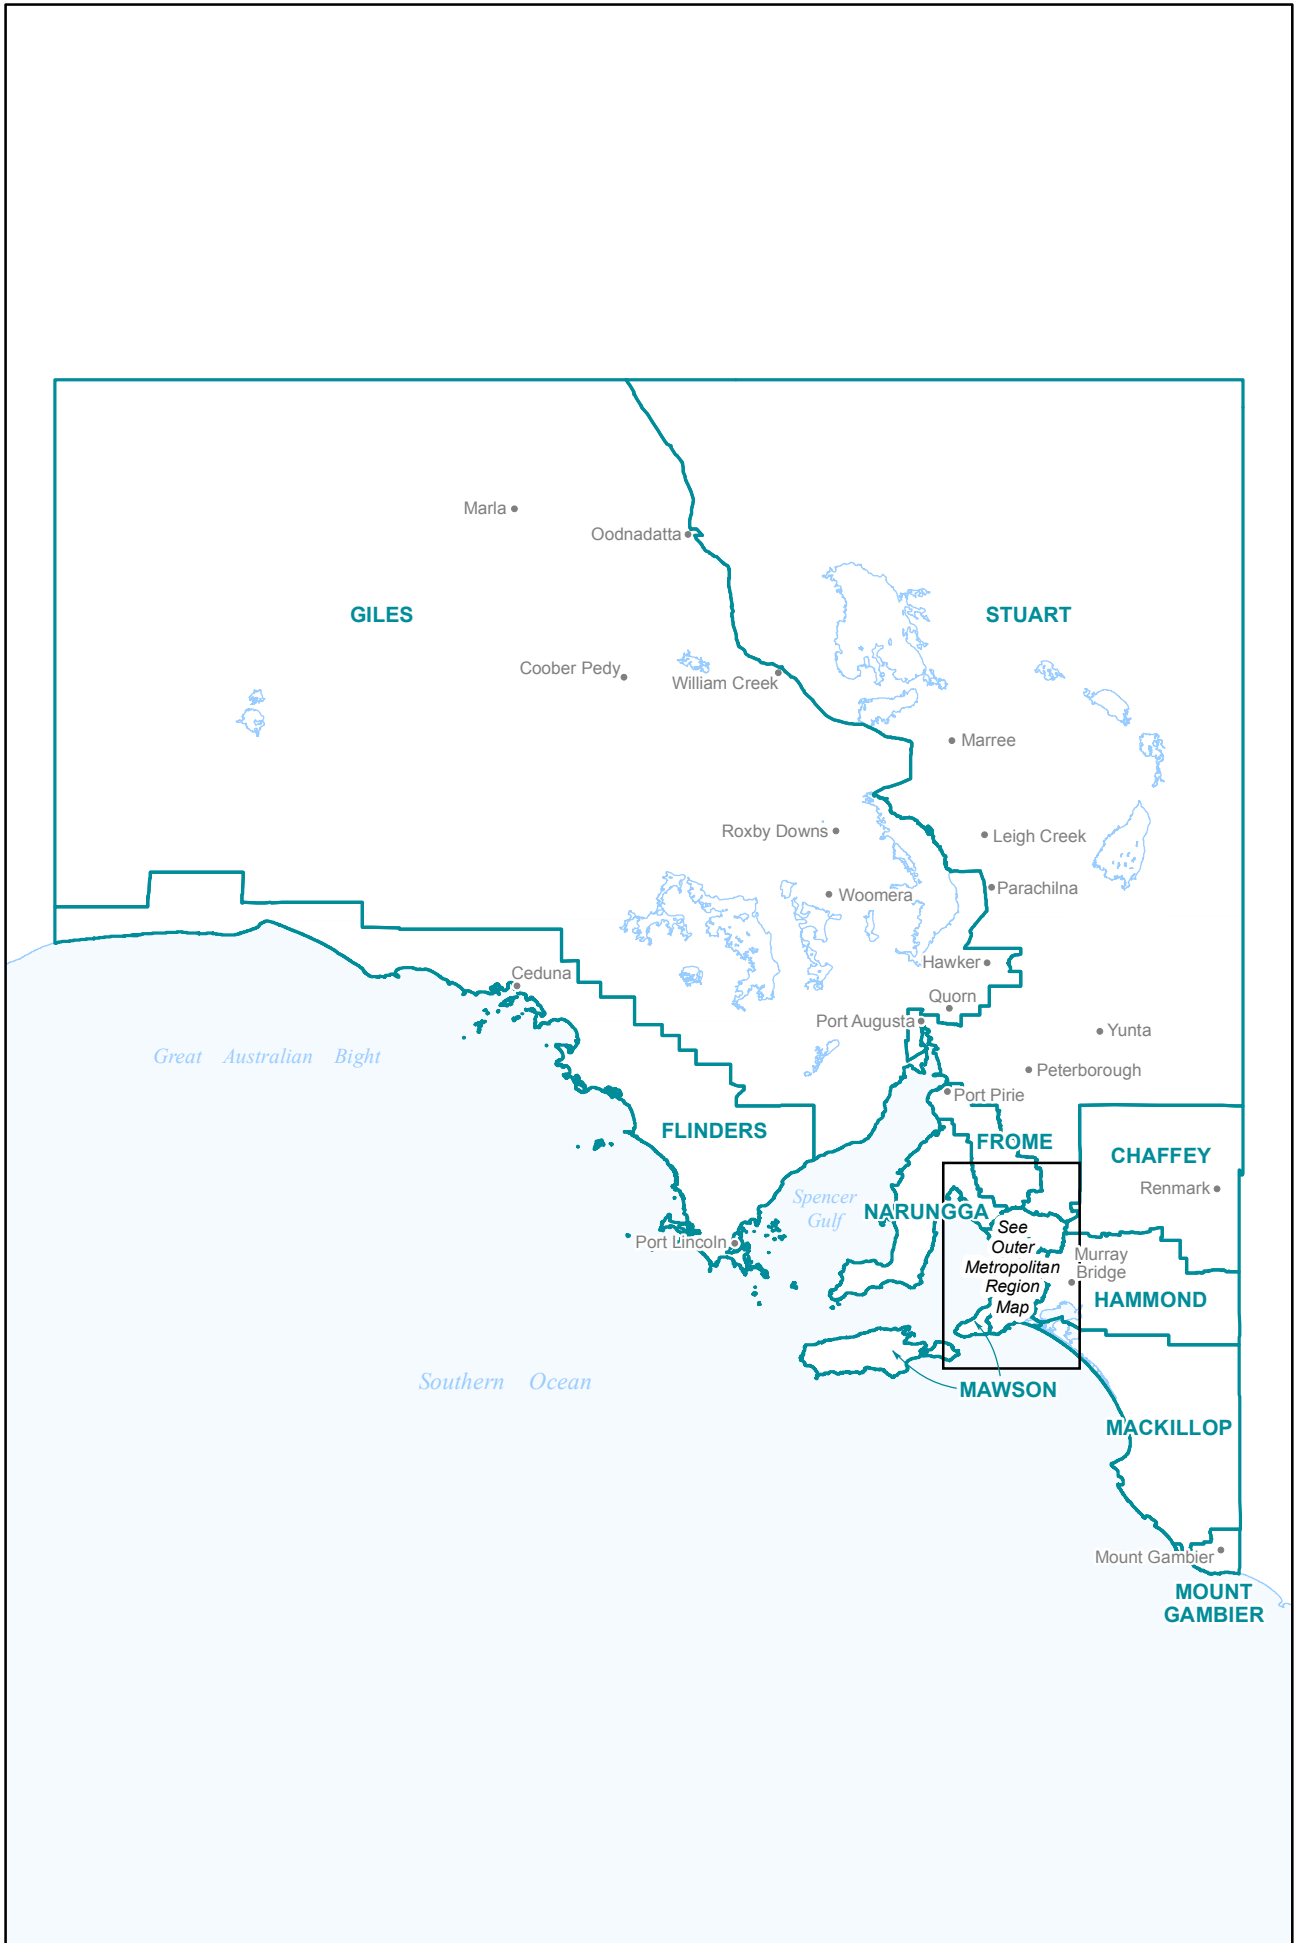 Marla
Oodnadatta
GILES
STUART
Coober Pedy
William Creek
Marree
Roxby Downs
Leigh Creek
Parachilna
Woomera
Hawker
Ceduna
Quorn
Port Augusta
Yunta
Great Australian Bight
Peterborough
Port Pirie
FLINDERS
FROME
CHAFFEY
Renmark
Spencer
Gulf
NARUNGGA
See
Outer
Metropolitan
Region
Map
Port Lincoln
Murray
Bridge
HAMMOND
Southern Ocean
MAWSON
MACKILLOP
Mount Gambier
MOUNT
GAMBIER